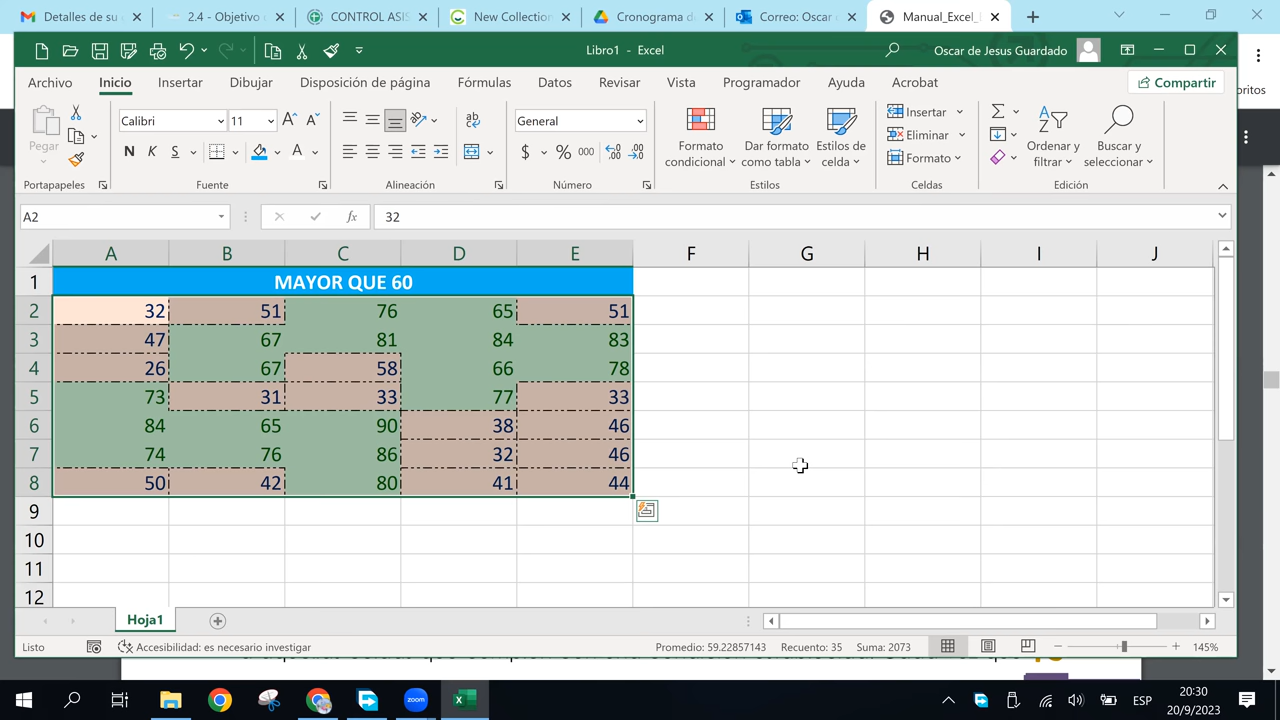 Detalles de su
2.4 - Objetivo
CONTROL ASIS
New Collection
Cronograma d
Correo: Oscar
Manual_Excel_
Libro1 - Excel
Oscar de Jesus Guardado
Archivo Inicio Insertar Dibujar Disposición de página Fórmulas Datos Revisar Vista Programador Ayuda Acrobat
Compartir
oritos
Pegar
Calibri 11
N K S
A
ab
General
$ % 000
Formato condicional
Dar formato como tabla
Estilos de celda
Insertar
Eliminar
Formato
Ordenar y filtrar
Buscar y seleccionar
Portapapeles Fuente Alineación Número Estilos Celdas Edición
A2 fx 32
A B C D E F G H I J
1 MAYOR QUE 60
2 32 51 76 65 51
3 47 67 81 84 83
4 26 67 58 66 78
5 73 31 33 77 33
6 84 65 90 38 46
7 74 76 86 32 46
8 50 42 80 41 44
9
10
11
12
Hoja1
Listo Accesibilidad: es necesario investigar Promedio: 59.22857143 Recuento: 35 Suma: 2073 145%
zoom
ESP
20:30
20/9/2023